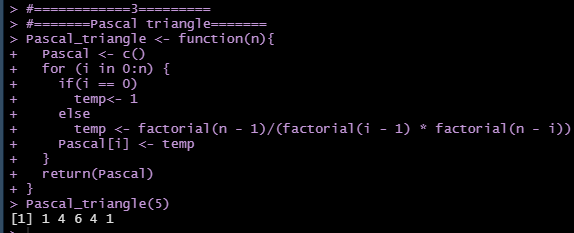 > #============3=========
> #=======Pascal triangle=======
> Pascal_triangle <- function(n){
+   Pascal <- c()
+   for (i in 0:n) {
+     if(i == 0)
+       temp<- 1
+     else
+       temp <- factorial(n - 1)/(factorial(i - 1) * factorial(n - i))
+     Pascal[i] <- temp
+   }
+   return(Pascal)
+ }
> Pascal_triangle(5)
[1] 1 4 6 4 1
>